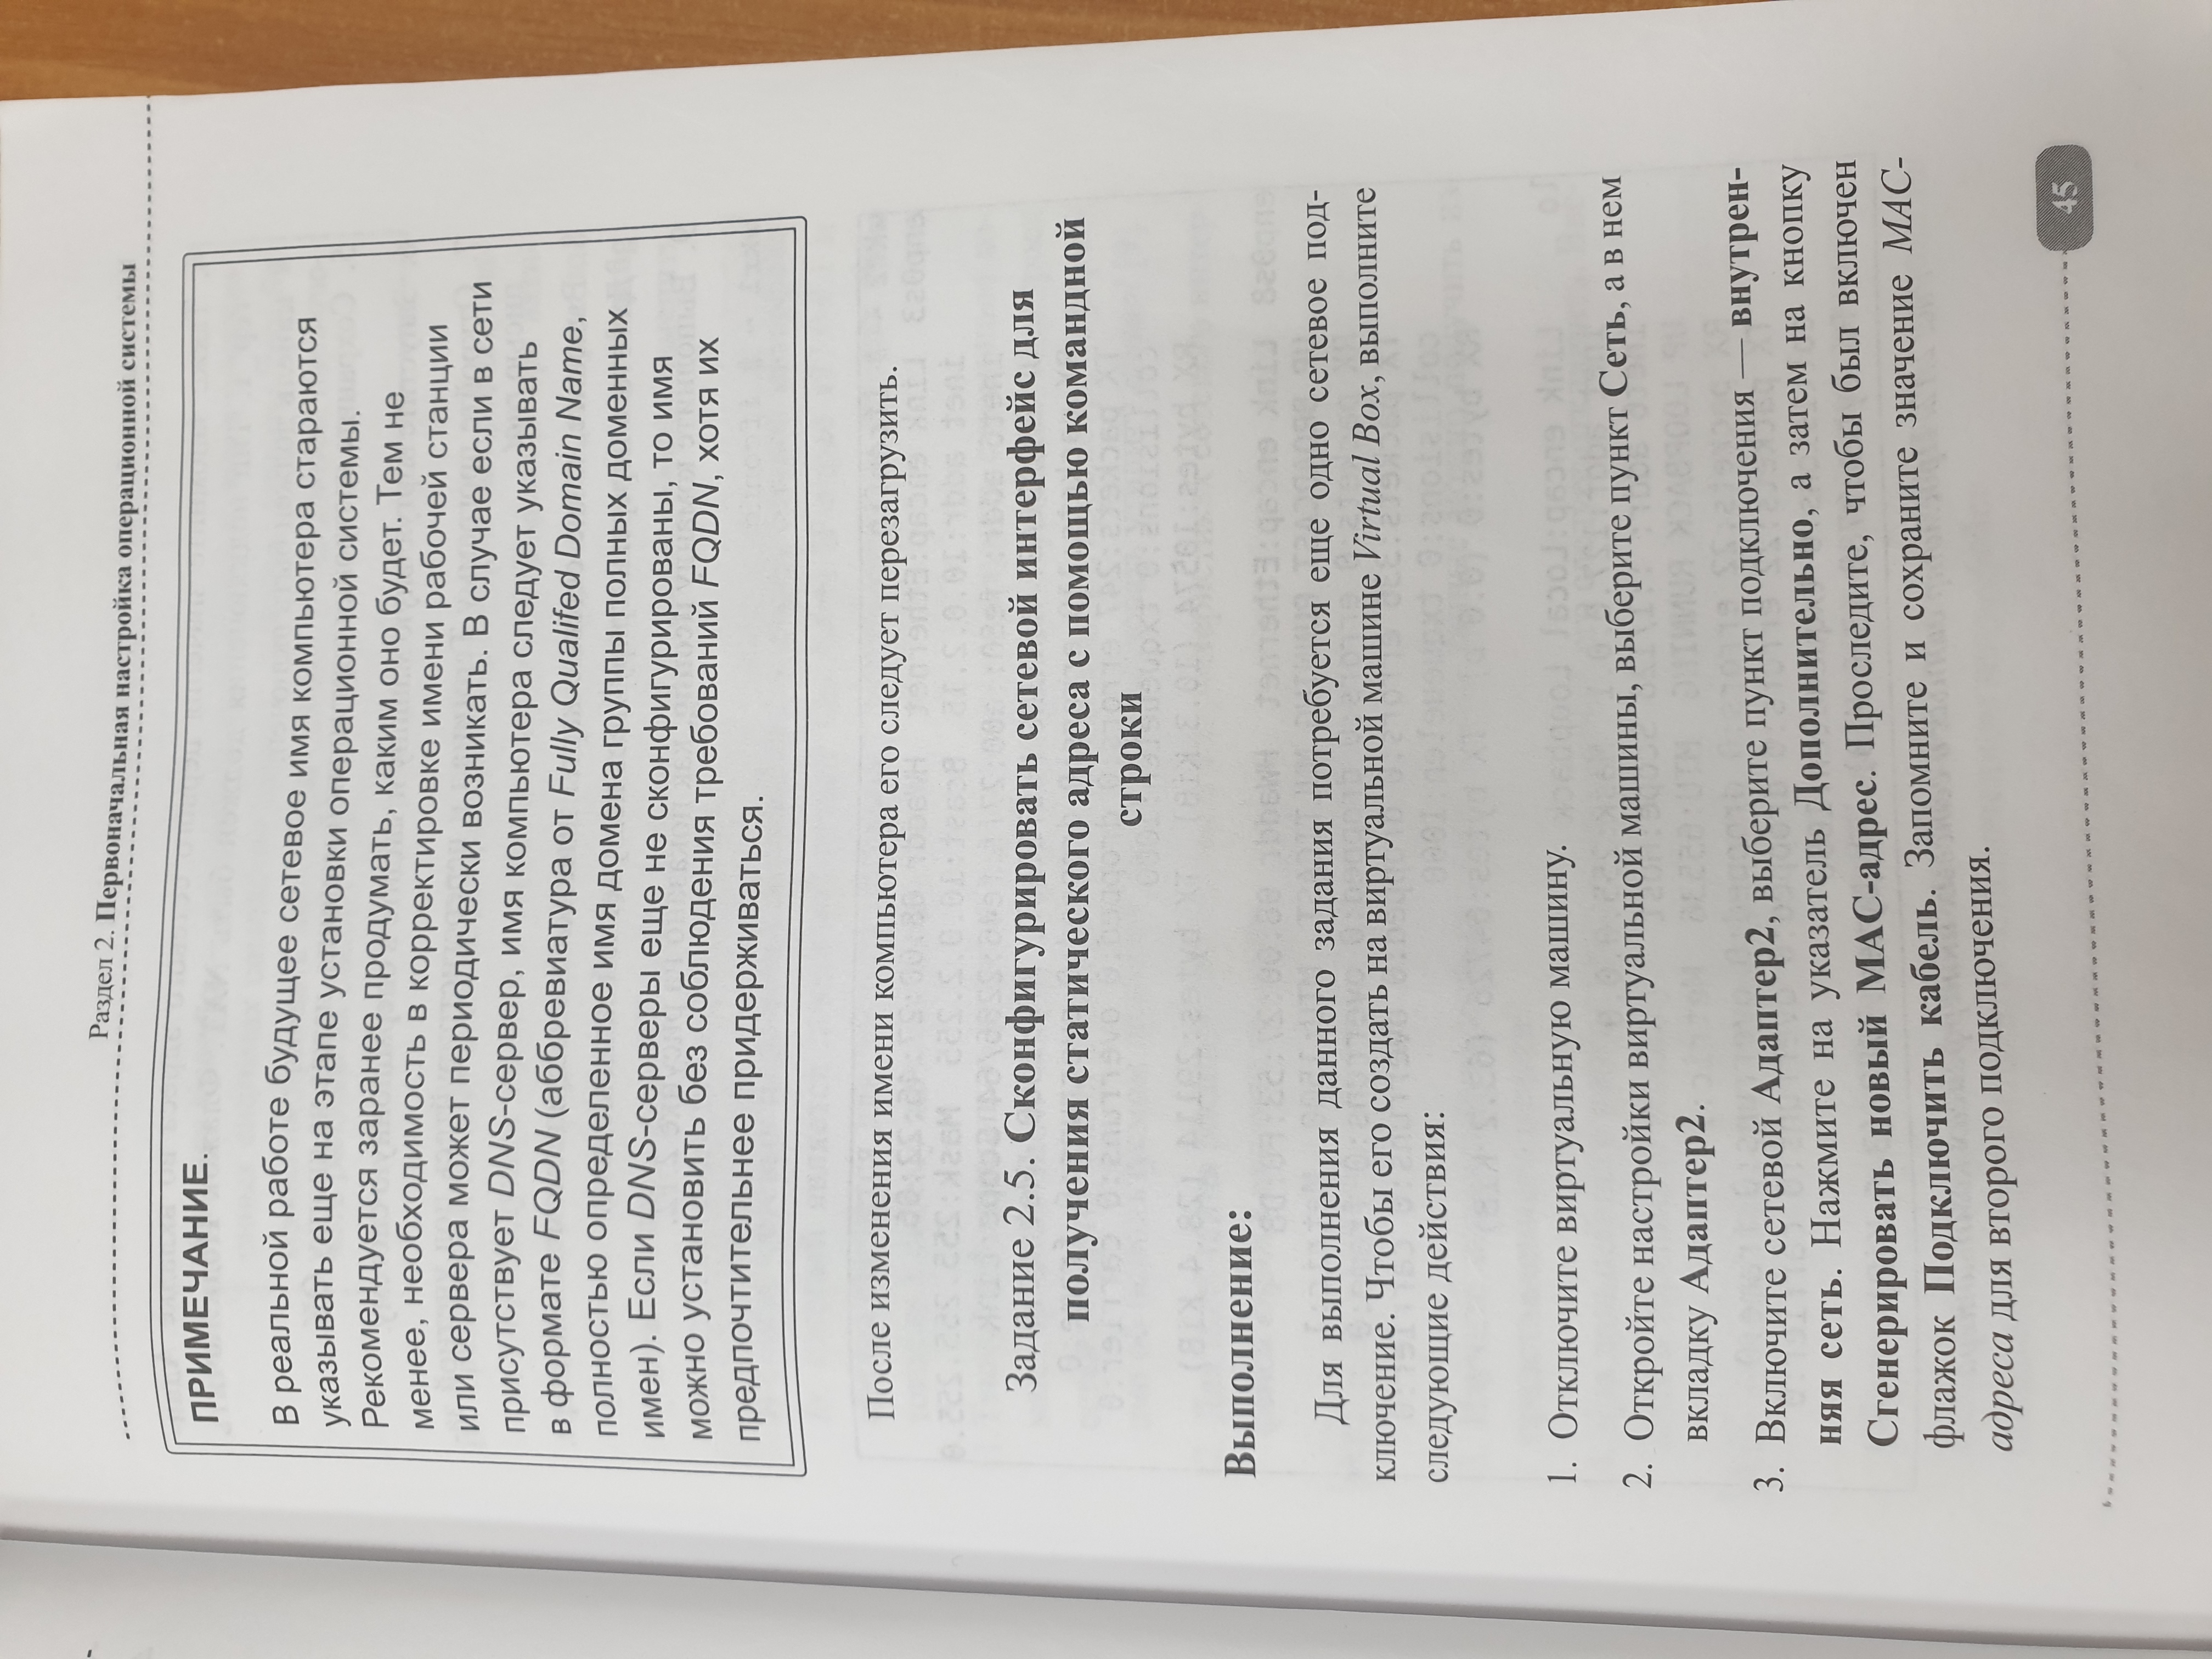 Раздел 2. Первоначальная настройка операционной системы
ПРИМЕЧАНИЕ.
В реальной работе будущее сетевое имя компьютера стараются
указывать еще на этапе установки операционной системы.
Рекомендуется заранее продумать, каким оно будет. Тем не
менее, необходимость в корректировке имени рабочей станции
или сервера может периодически возникать. В случае если в сети
присутствует DNS-сервер, имя компьютера следует указывать
в формате FQDN (аббревиатура от Fully Qualifed Domain Name,
полностью определенное имя домена группы полных доменных
имен). Если DNS-серверы еще не сконфигурированы, то имя
можно установить без соблюдения требований FQDN, хотя их
предпочтительнее придерживаться.
После изменения имени компьютера его следует перезагрузить.
Задание 2.5. Сконфигурировать сетевой интерфейс для
получения статического адреса с помощью командной
строки
Выполнение:
Для выполнения данного задания потребуется еще одно сетевое под-
ключение. Чтобы его создать на виртуальной машине Virtual Box, выполните
следующие действия:
1. Отключите виртуальную машину.
2. Откройте настройки виртуальной машины, выберите пункт Сеть, а в нем
вкладку Адаптер2.
3. Включите сетевой Адаптер2, выберите пункт подключения — внутрен-
няя сеть. Нажмите на указатель Дополнительно, а затем на кнопку
Сгенерировать новый MAC-адрес. Проследите, чтобы был включен
флажок Подключить кабель. Запомните и сохраните значение MAC-
адреса для второго подключения.
45